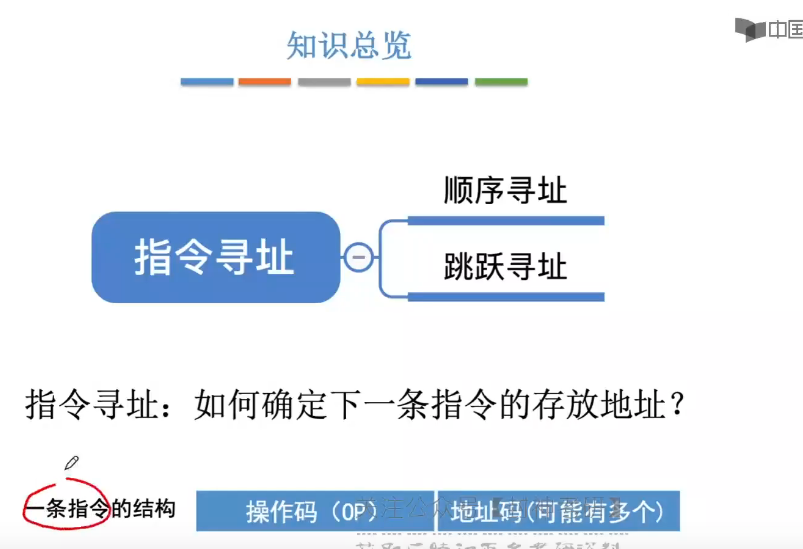 中国
知识总览
顺序寻址
指令寻址
跳跃寻址
指令寻址：如何确定下一条指令的存放地址？
一条指令的结构 操作码（OP） 地址码(可能有多个)